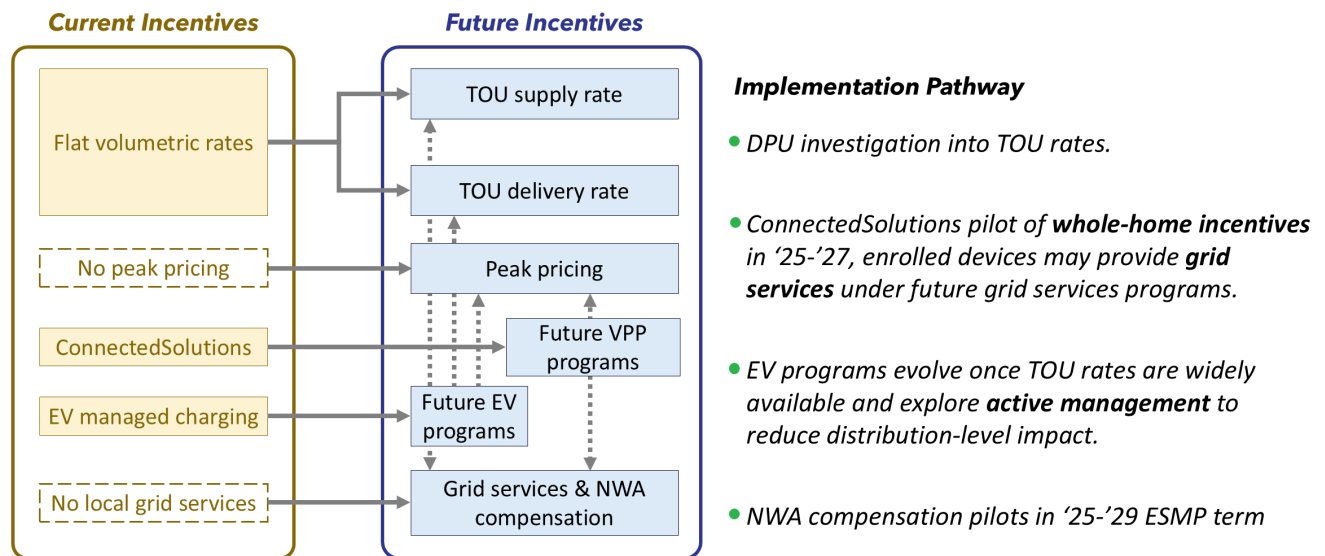 Current Incentives
Flat volumetric rates
No peak pricing
ConnectedSolutions
EV managed charging
No local grid services
Future Incentives
TOU supply rate
TOU delivery rate
Peak pricing
Future VPP
programs
Future EV
programs
Grid services & NWA
compensation
Implementation Pathway
• DPU investigation into TOU rates.
• ConnectedSolutions pilot of whole-home incentives
in ‘25-’27, enrolled devices may provide grid
services under future grid services programs.
• EV programs evolve once TOU rates are widely
available and explore active management to
reduce distribution-level impact.
• NWA compensation pilots in ‘25-’29 ESMP term